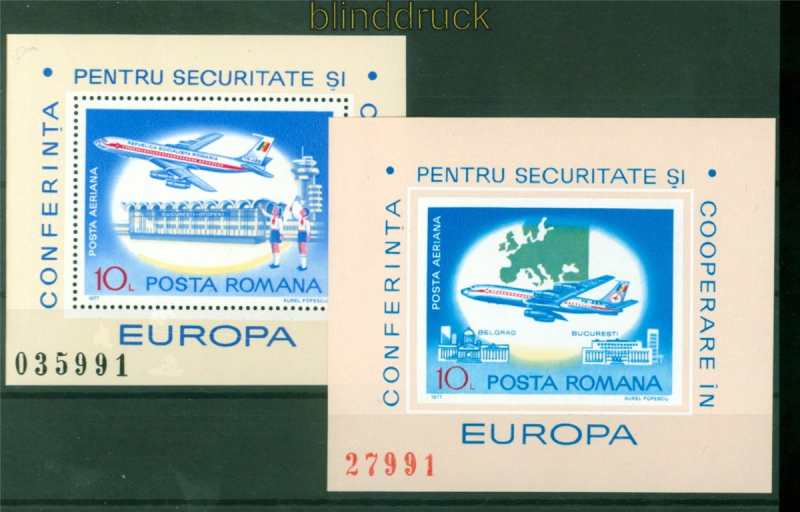 blinddruck
CONFERINȚA
• PENTRU SECURITATE ȘI •
CO
REPUBLICA SOCIALISTA ROMANIA
POSTA AERIANA
BUCURESTI-OTOPENI
10L POSTA ROMANA
1977 AUREL POPESCU
EUROPA
035991
CONFERINȚA
• PENTRU SECURITATE ȘI •
COOPERARE ÎN
POSTA AERIANA
BELGRAD BUCURESTI
10L POSTA ROMANA
1977 AUREL POPESCU
EUROPA
27991